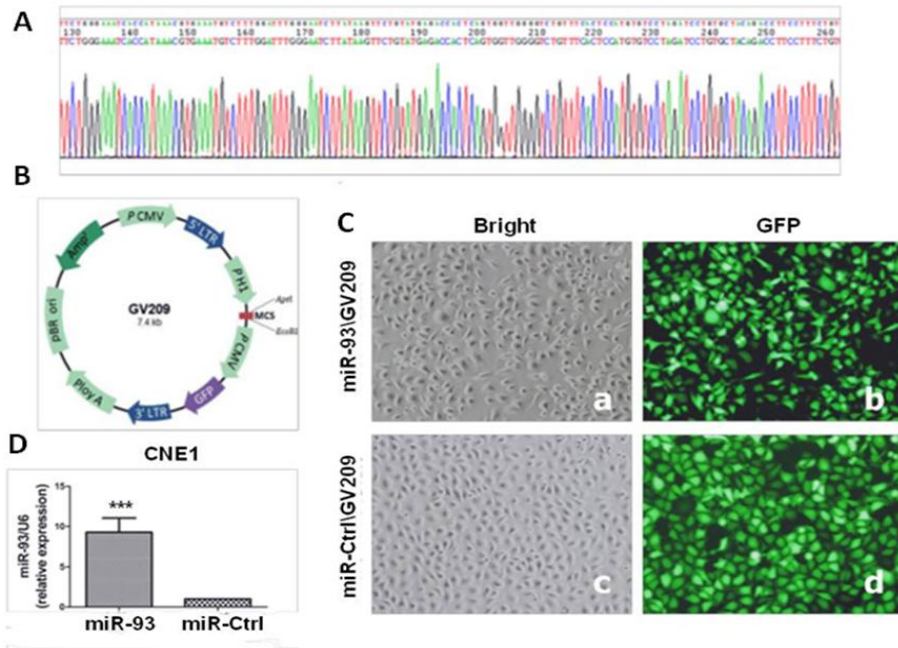 A
130 140 150 160 170 180 190 200 210 220 230 240 250 260
B
P CMV
5' LTR
P H1
AgeI
MCS
EcoRI
P CMV
GFP
3' LTR
Ploy A
pBR ori
Amp
GV209
7.4 kb
C
Bright GFP
miR-93\GV209
a b
miR-Ctrl\GV209
c d
D
CNE1
miR-93/U6
(relative expression)
15
10
5
0
***
miR-93 miR-Ctrl